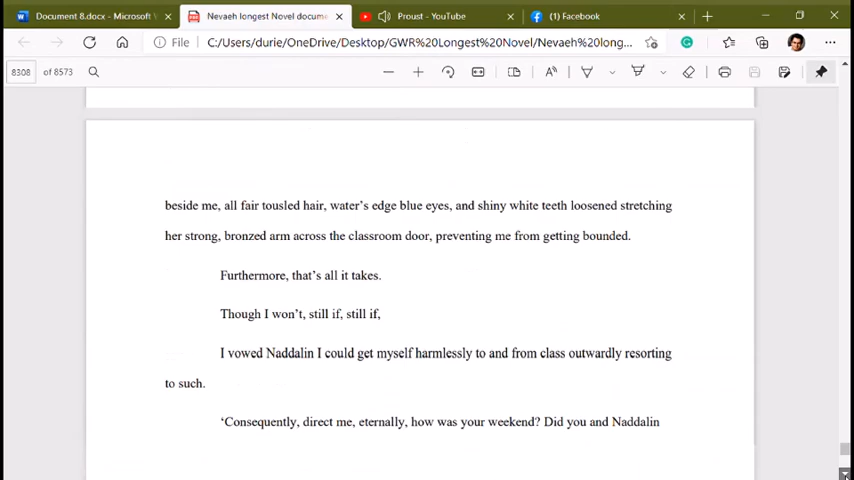 Document 8.docx - Microsoft W
Nevaeh longest Novel docume
Proust - YouTube
(1) Facebook
File
C:/Users/durie/OneDrive/Desktop/GWR%20Longest%20Novel/Nevaeh%20long...
8308 of 8573
beside me, all fair tousled hair, water’s edge blue eyes, and shiny white teeth loosened stretching
her strong, bronzed arm across the classroom door, preventing me from getting bounded.
Furthermore, that’s all it takes.
Though I won’t, still if, still if,
I vowed Naddalin I could get myself harmlessly to and from class outwardly resorting
to such.
‘Consequently, direct me, eternally, how was your weekend? Did you and Naddalin